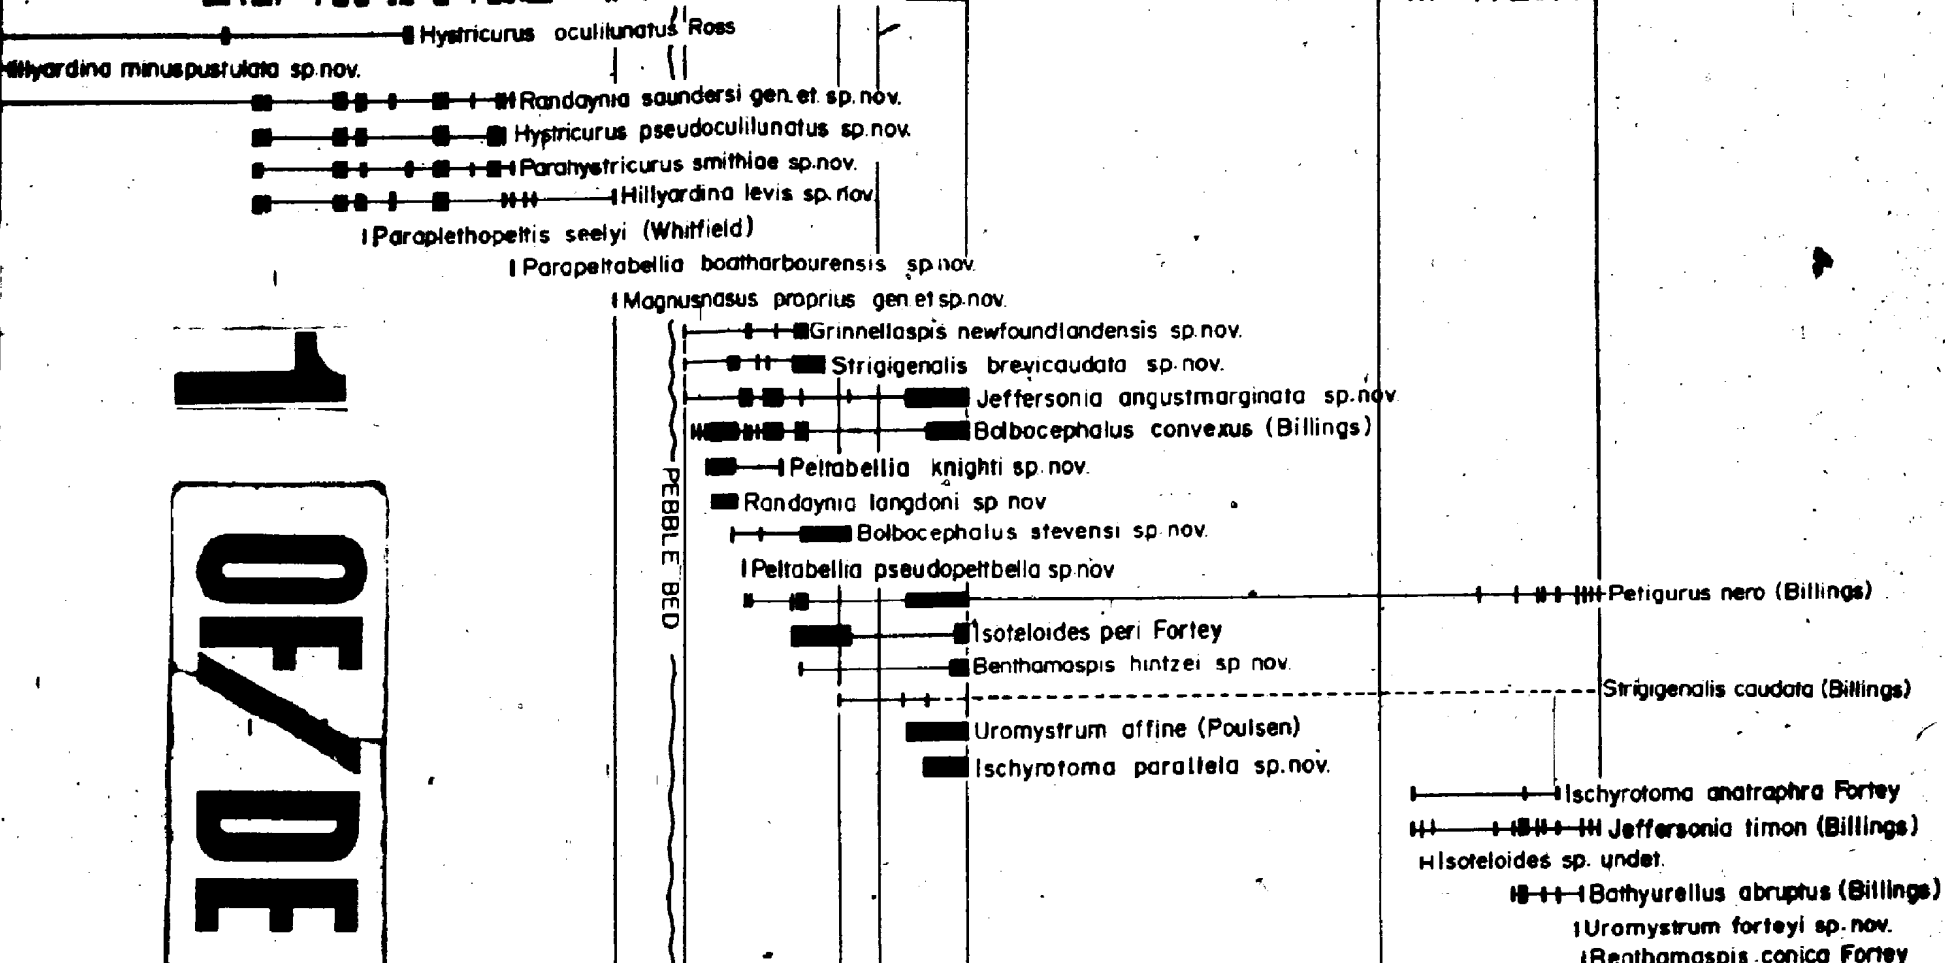 Hystricurus oculilunatus Ross
Hillyardina minuspustulata sp.nov.
Randaynia saundersi gen.et. sp.nov.
Hystricurus pseudoculilunatus sp.nov.
Parahystricurus smithiae sp.nov.
Hillyardina levis sp.nov
Paraplethopeltis seelyi (Whitfield)
Parapeltabellia boatharbourensis sp.nov.
Magnusnasus proprius gen.et sp.nov.
Grinnellaspis newfoundlandensis sp.nov.
Strigigenalis brevicaudata sp.nov.
Jeffersonia angustmarginata sp.nov
Bolbocephalus convexus (Billings)
Peltabellia knighti sp.nov.
Randaynia langdoni sp nov
Bolbocephalus stevensi sp.nov.
Peltabellia pseudopeltbella sp.nov
Petigurus nero (Billings)
Isoteloides peri Fortey
Benthamaspis hintzei sp nov.
Strigigenalis caudata (Billings)
Uromystrum affine (Poulsen)
Ischyrotoma parallela sp.nov.
Ischyrotoma anatraphra Fortey
Jeffersonia timon (Billings)
Isoteloides sp. undet.
Bathyurellus abruptus (Billings)
Uromystrum forteyi sp.nov.
Benthamaspis conica Fortey
PEBBLE BED
1
OF/DE